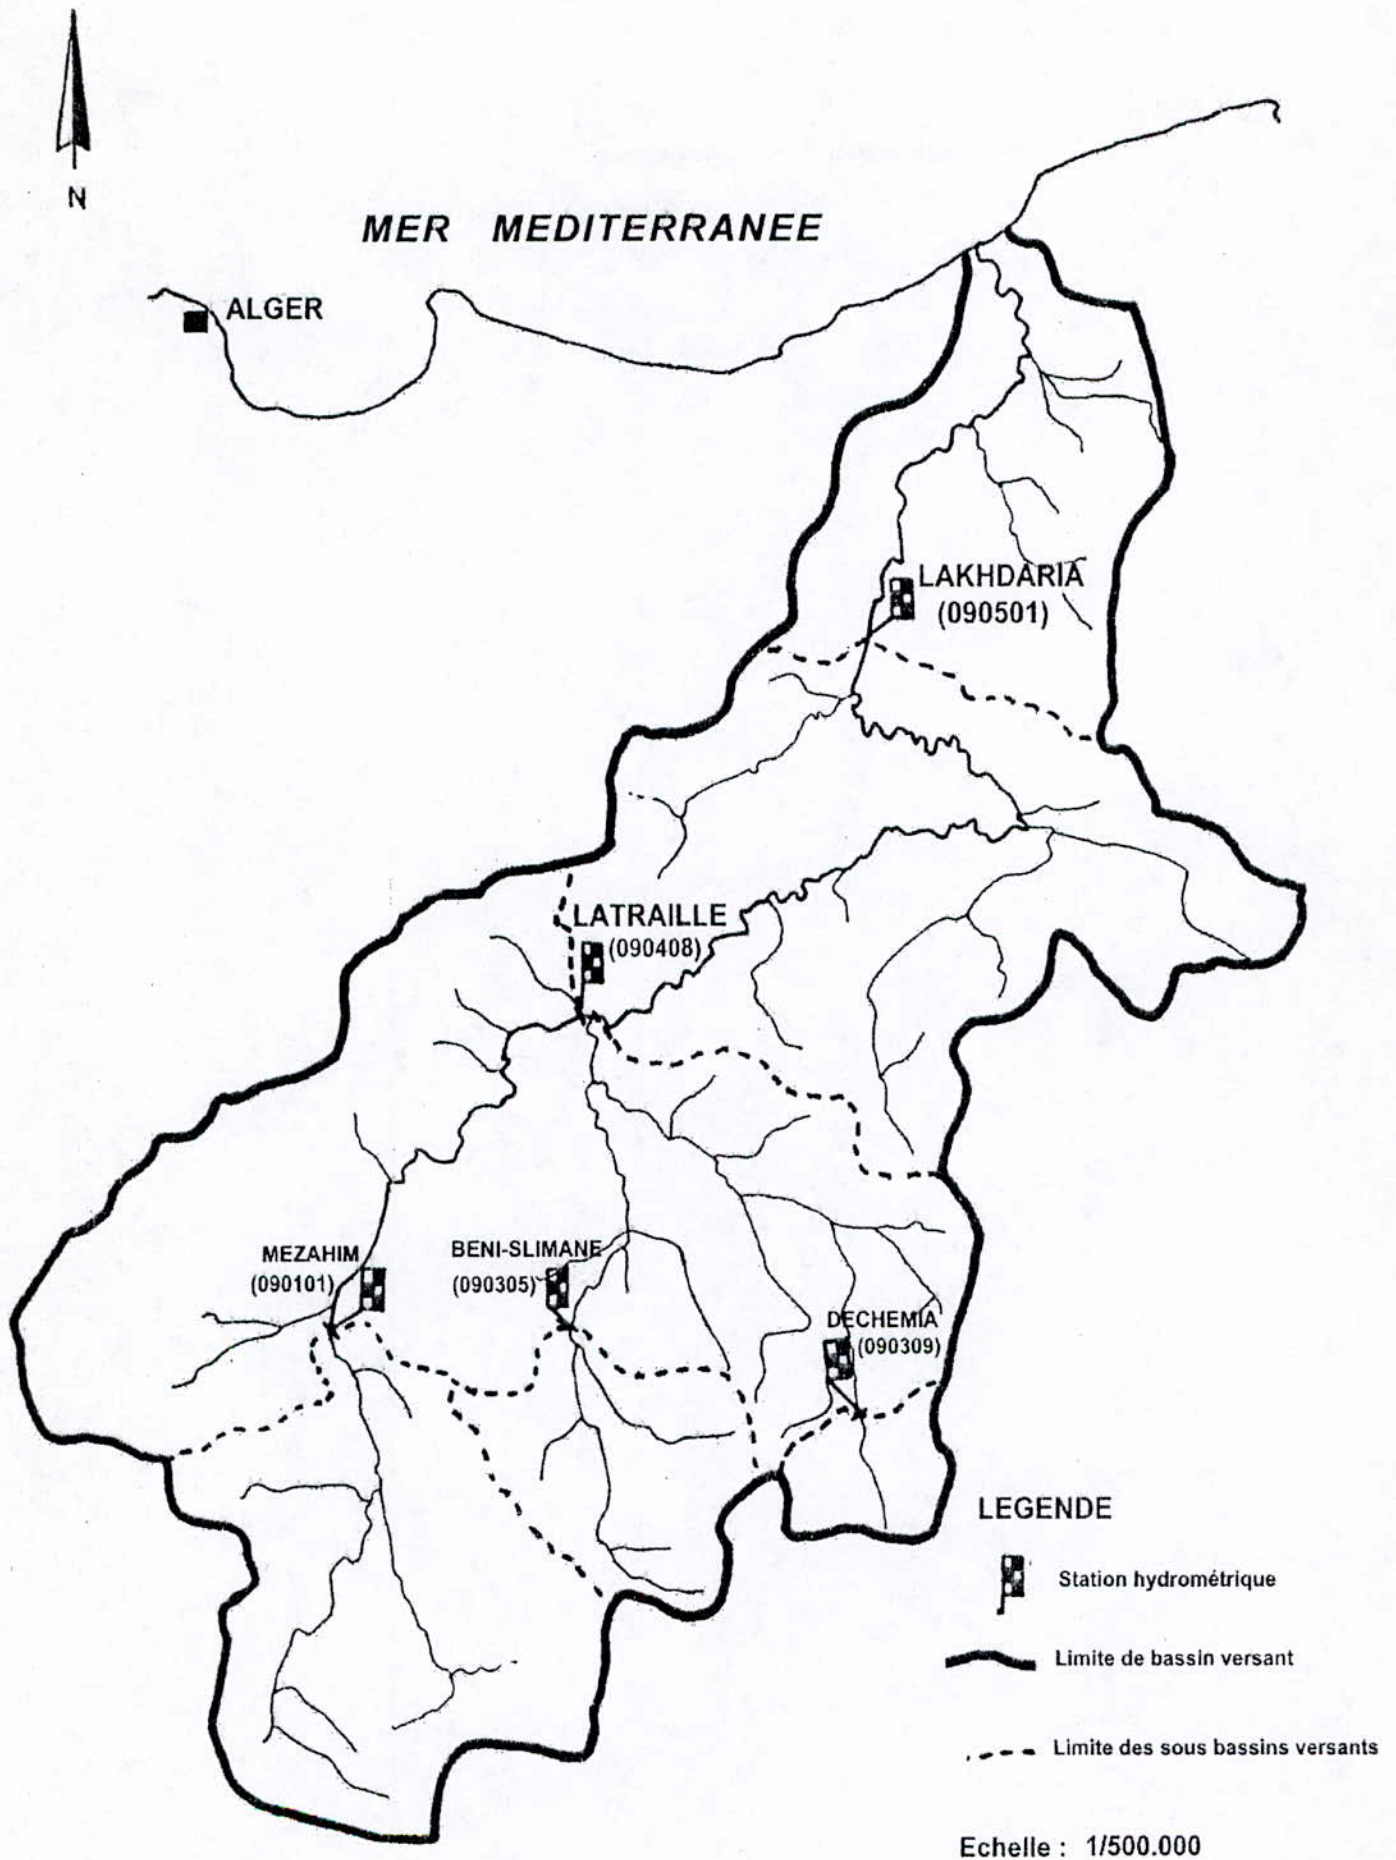 N
MER MEDITERRANEE
ALGER
LAKHDARIA
(090501)
LATRAILLE
(090408)
MEZAHIM
(090101)
BENI-SLIMANE
(090305)
DECHEMIA
(090309)
LEGENDE
Station hydrométrique
Limite de bassin versant
Limite des sous bassins versants
Echelle : 1/500.000